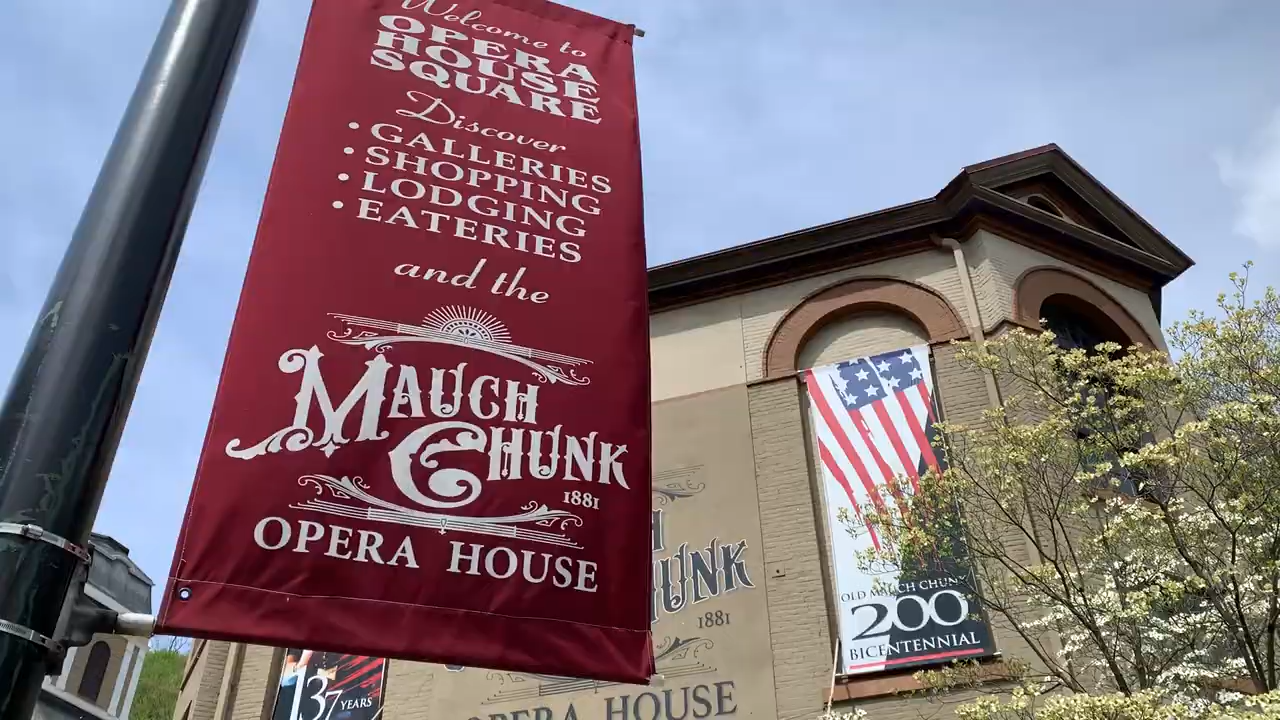 Welcome to
OPERA
HOUSE
SQUARE
Discover
• GALLERIES
• SHOPPING
• LODGING
• EATERIES
and the
MAUCH
CHUNK
1881
OPERA HOUSE
H
UNK
1881
OPERA HOUSE
137 YEARS
OLD MAUCH CHUNK
200
BICENTENNIAL